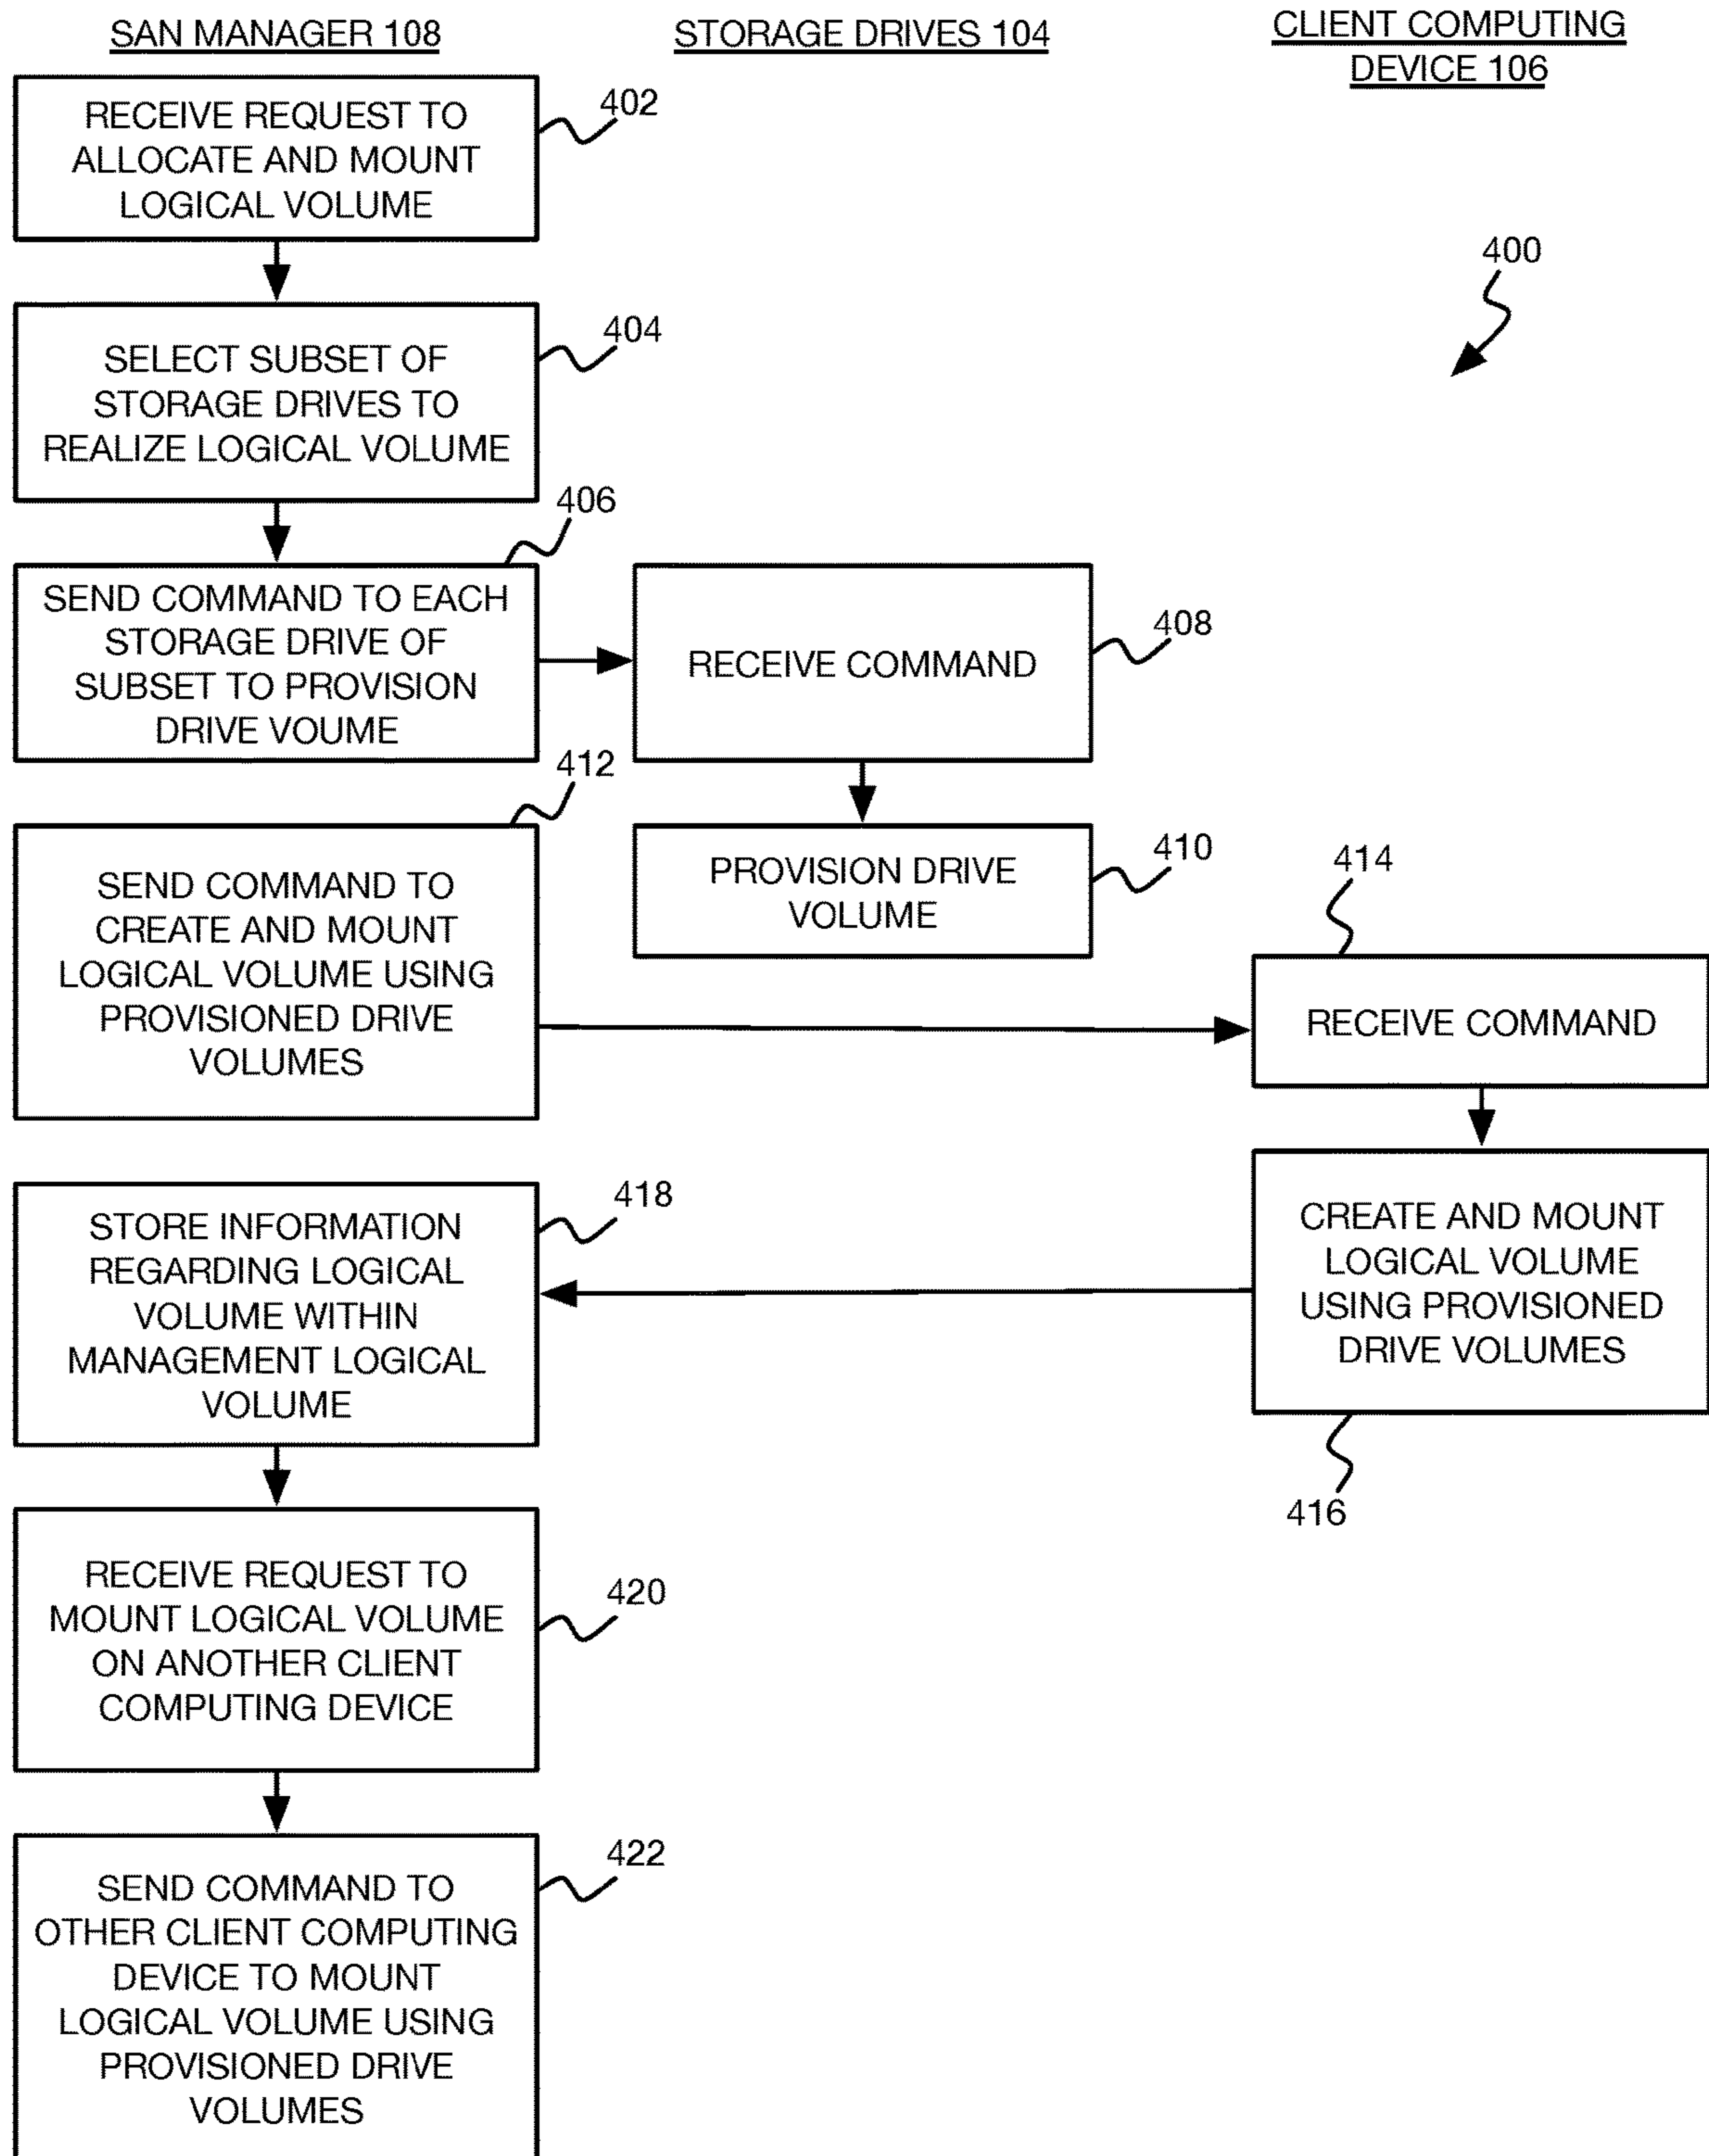 SAN MANAGER 108
STORAGE DRIVES 104
CLIENT COMPUTING
DEVICE 106
RECEIVE REQUEST TO
ALLOCATE AND MOUNT
LOGICAL VOLUME
402
400
SELECT SUBSET OF
STORAGE DRIVES TO
REALIZE LOGICAL VOLUME
404
406
SEND COMMAND TO EACH
STORAGE DRIVE OF
SUBSET TO PROVISION
DRIVE VOUME
RECEIVE COMMAND
408
412
SEND COMMAND TO
CREATE AND MOUNT
LOGICAL VOLUME USING
PROVISIONED DRIVE
VOLUMES
PROVISION DRIVE
VOLUME
410
414
RECEIVE COMMAND
STORE INFORMATION
REGARDING LOGICAL
VOLUME WITHIN
MANAGEMENT LOGICAL
VOLUME
418
CREATE AND MOUNT
LOGICAL VOLUME
USING PROVISIONED
DRIVE VOLUMES
416
RECEIVE REQUEST TO
MOUNT LOGICAL VOLUME
ON ANOTHER CLIENT
COMPUTING DEVICE
420
SEND COMMAND TO
OTHER CLIENT COMPUTING
DEVICE TO MOUNT
LOGICAL VOLUME USING
PROVISIONED DRIVE
VOLUMES
422